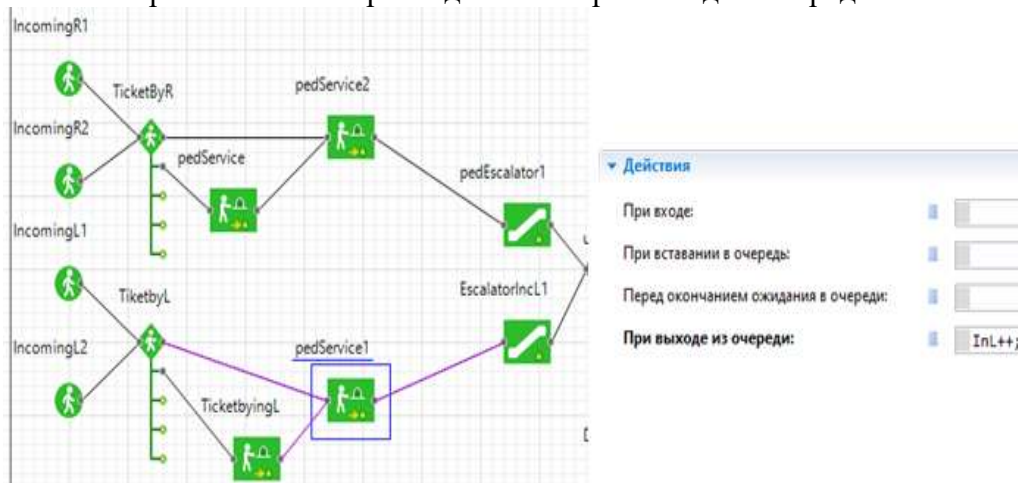 IncomingR1
TicketByR
pedService2
IncomingR2
pedService
pedEscalator1
IncomingL1
TiketbyL
EscalatorIncL1
IncomingL2
pedService1
TicketbyingL
Действия
При входе:
При вставании в очередь:
Перед окончанием ожидания в очереди:
При выходе из очереди:
InL++;